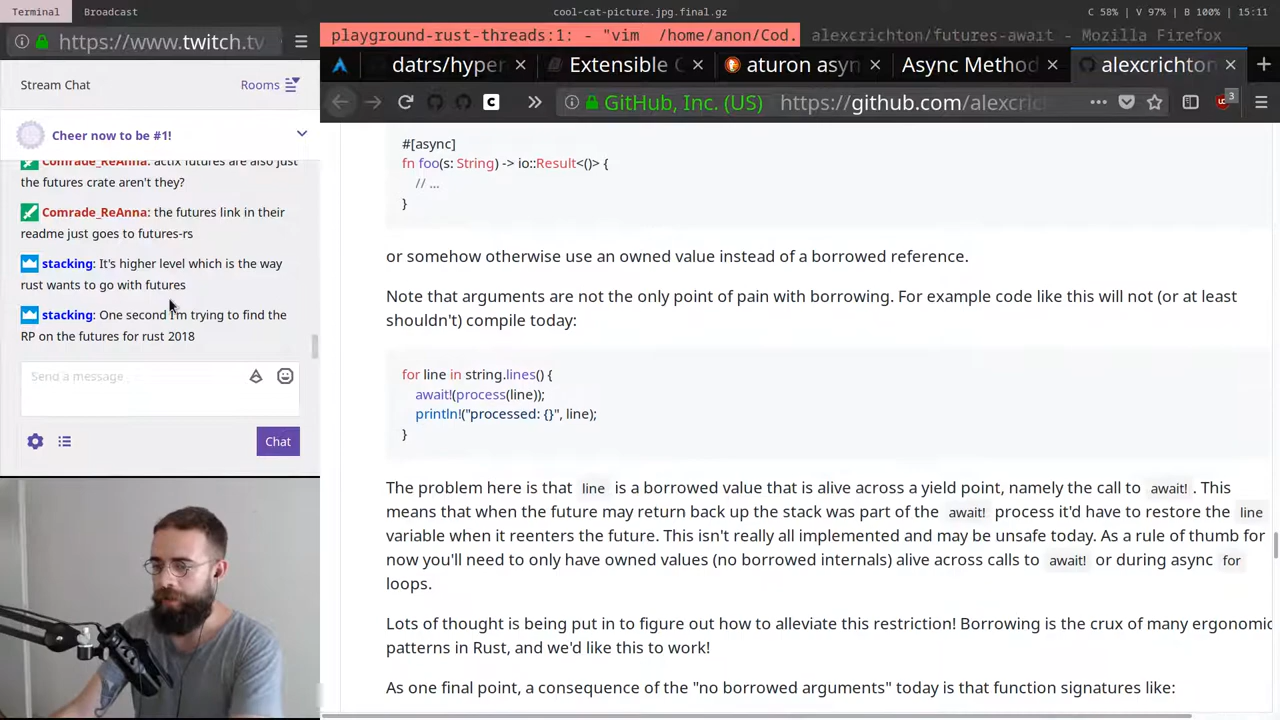 Terminal Broadcast
cool-cat-picture.jpg.final.gz
C 58% | V 97% | B 100% | 15:11
https://www.twitch.tv
playground-rust-threads:1: - "vim /home/anon/Cod.
alexcrichton/futures-await - Mozilla Firefox
datrs/hyper
Extensible C
aturon asyn
Async Method
alexcrichton
GitHub, Inc. (US) https://github.com/alexcric
3
Stream Chat
Rooms
Cheer now to be #1!
Comrade_ReAnna: actix futures are also just
the futures crate aren't they?
Comrade_ReAnna: the futures link in their
readme just goes to futures-rs
stacking: It's higher level which is the way
rust wants to go with futures
stacking: One second I'm trying to find the
RP on the futures for rust 2018
Send a message
Chat
#[async]
fn foo(s: String) -> io::Result<()> {
// ...
}
or somehow otherwise use an owned value instead of a borrowed reference.
Note that arguments are not the only point of pain with borrowing. For example code like this will not (or at least
shouldn't) compile today:
for line in string.lines() {
await!(process(line));
println!("processed: {}", line);
}
The problem here is that line is a borrowed value that is alive across a yield point, namely the call to await! . This
means that when the future may return back up the stack was part of the await! process it'd have to restore the line
variable when it reenters the future. This isn't really all implemented and may be unsafe today. As a rule of thumb for
now you'll need to only have owned values (no borrowed internals) alive across calls to await! or during async for
loops.
Lots of thought is being put in to figure out how to alleviate this restriction! Borrowing is the crux of many ergonomic
patterns in Rust, and we'd like this to work!
As one final point, a consequence of the "no borrowed arguments" today is that function signatures like: